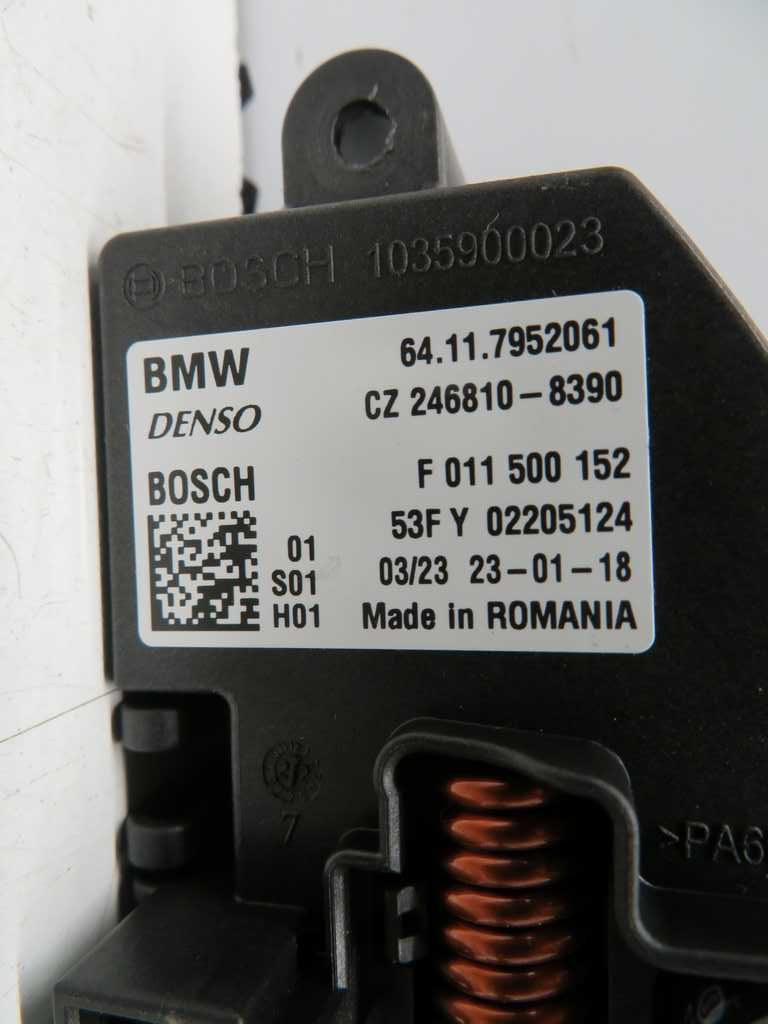 BOSCH 1035900023
BMW 64.11.7952061
DENSO CZ 246810-8390
BOSCH F 011 500 152
53F Y 02205124
01
S01 03/23 23-01-18
H01 Made in ROMANIA
7
>PA6